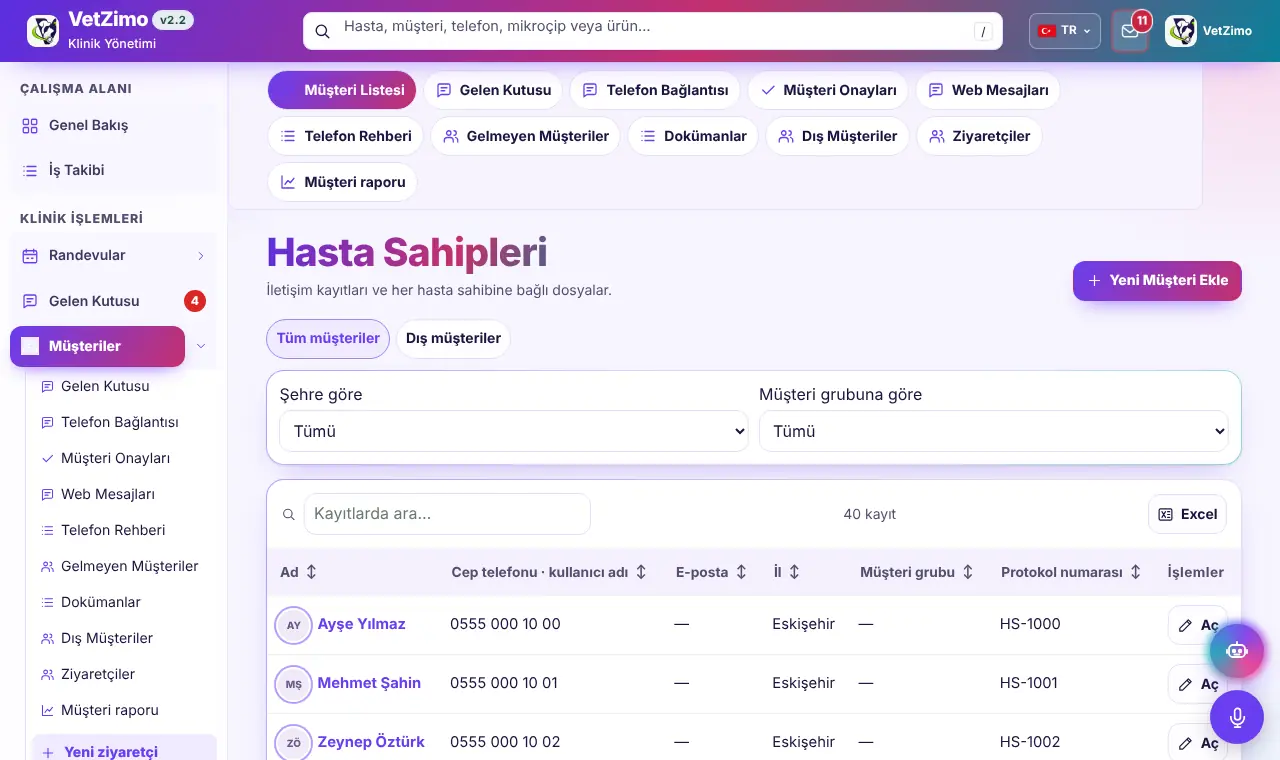 VetZimo v2.2
Klinik Yönetimi
Hasta, müşteri, telefon, mikroçip veya ürün...
/
TR
11
VetZimo
ÇALIŞMA ALANI
Genel Bakış
İş Takibi
KLİNİK İŞLEMLERİ
Randevular
Gelen Kutusu 4
Müşteriler
Gelen Kutusu
Telefon Bağlantısı
Müşteri Onayları
Web Mesajları
Telefon Rehberi
Gelmeyen Müşteriler
Dokümanlar
Dış Müşteriler
Ziyaretçiler
Müşteri raporu
Yeni ziyaretçi
Müşteri Listesi Gelen Kutusu Telefon Bağlantısı Müşteri Onayları Web Mesajları
Telefon Rehberi Gelmeyen Müşteriler Dokümanlar Dış Müşteriler Ziyaretçiler
Müşteri raporu
Hasta Sahipleri
İletişim kayıtları ve her hasta sahibine bağlı dosyalar.
Yeni Müşteri Ekle
Tüm müşteriler Dış müşteriler
Şehre göre Müşteri grubuna göre
Tümü Tümü
Kayıtlarda ara... 40 kayıt Excel
Ad Cep telefonu · kullanıcı adı E-posta İl Müşteri grubu Protokol numarası İşlemler
AY Ayşe Yılmaz 0555 000 10 00 — Eskişehir — HS-1000 Aç
MŞ Mehmet Şahin 0555 000 10 01 — Eskişehir — HS-1001 Aç
ZÖ Zeynep Öztürk 0555 000 10 02 — Eskişehir — HS-1002 Aç